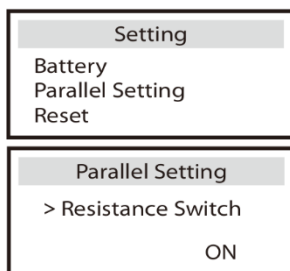 Setting
Battery
Parallel Setting
Reset
Parallel Setting
> Resistance Switch
ON